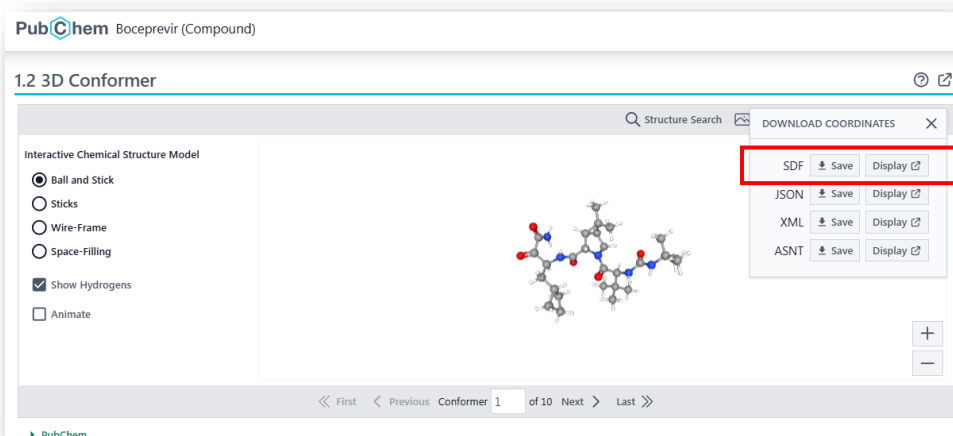 PubChem Boceprevir (Compound)
1.2 3D Conformer
Structure Search
DOWNLOAD COORDINATES
Interactive Chemical Structure Model
Ball and Stick
Sticks
Wire-Frame
Space-Filling
Show Hydrogens
Animate
SDF Save Display
JSON Save Display
XML Save Display
ASNT Save Display
First Previous Conformer 1 of 10 Next Last
PubChem